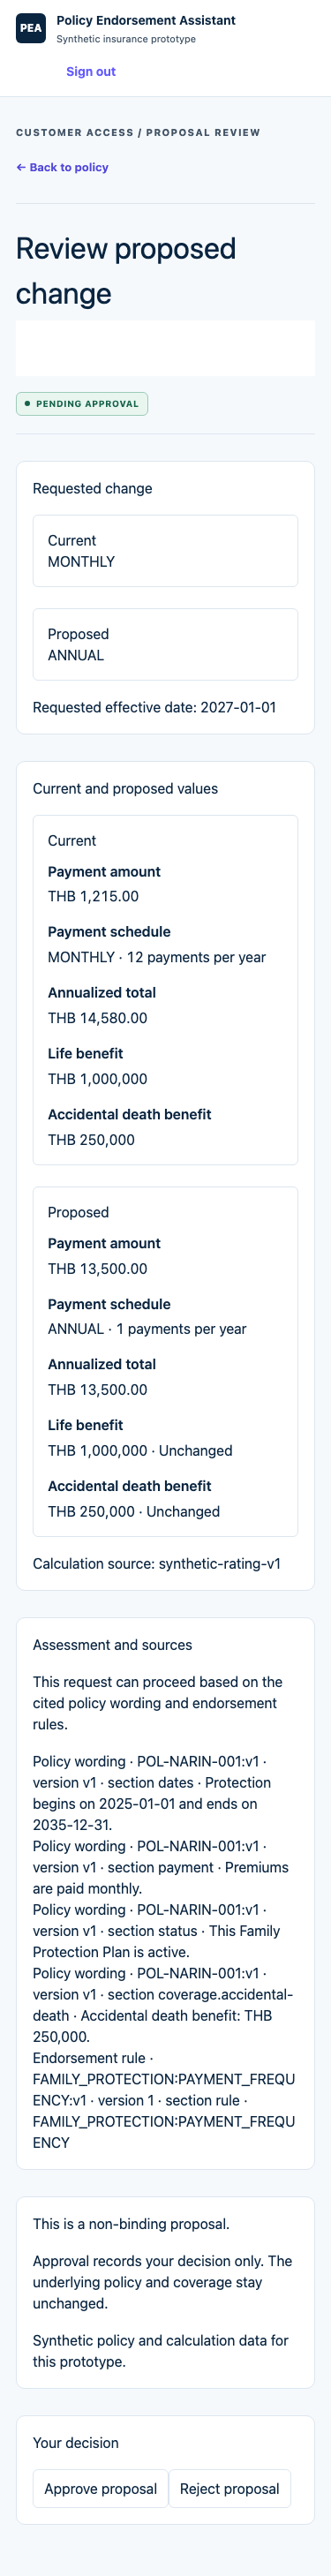 PEA
Policy Endorsement Assistant
Synthetic insurance prototype
Sign out
CUSTOMER ACCESS / PROPOSAL REVIEW
← Back to policy
Review proposed
change
PENDING APPROVAL
Requested change
Current
MONTHLY
Proposed
ANNUAL
Requested effective date: 2027-01-01
Current and proposed values
Current
Payment amount
THB 1,215.00
Payment schedule
MONTHLY · 12 payments per year
Annualized total
THB 14,580.00
Life benefit
THB 1,000,000
Accidental death benefit
THB 250,000
Proposed
Payment amount
THB 13,500.00
Payment schedule
ANNUAL · 1 payments per year
Annualized total
THB 13,500.00
Life benefit
THB 1,000,000 · Unchanged
Accidental death benefit
THB 250,000 · Unchanged
Calculation source: synthetic-rating-v1
Assessment and sources
This request can proceed based on the
cited policy wording and endorsement
rules.
Policy wording · POL-NARIN-001:v1 ·
version v1 · section dates · Protection
begins on 2025-01-01 and ends on
2035-12-31.
Policy wording · POL-NARIN-001:v1 ·
version v1 · section payment · Premiums
are paid monthly.
Policy wording · POL-NARIN-001:v1 ·
version v1 · section status · This Family
Protection Plan is active.
Policy wording · POL-NARIN-001:v1 ·
version v1 · section coverage.accidental-
death · Accidental death benefit: THB
250,000.
Endorsement rule ·
FAMILY_PROTECTION:PAYMENT_FREQU
ENCY:v1 · version 1 · section rule ·
FAMILY_PROTECTION:PAYMENT_FREQU
ENCY
This is a non-binding proposal.
Approval records your decision only. The
underlying policy and coverage stay
unchanged.
Synthetic policy and calculation data for
this prototype.
Your decision
Approve proposal Reject proposal